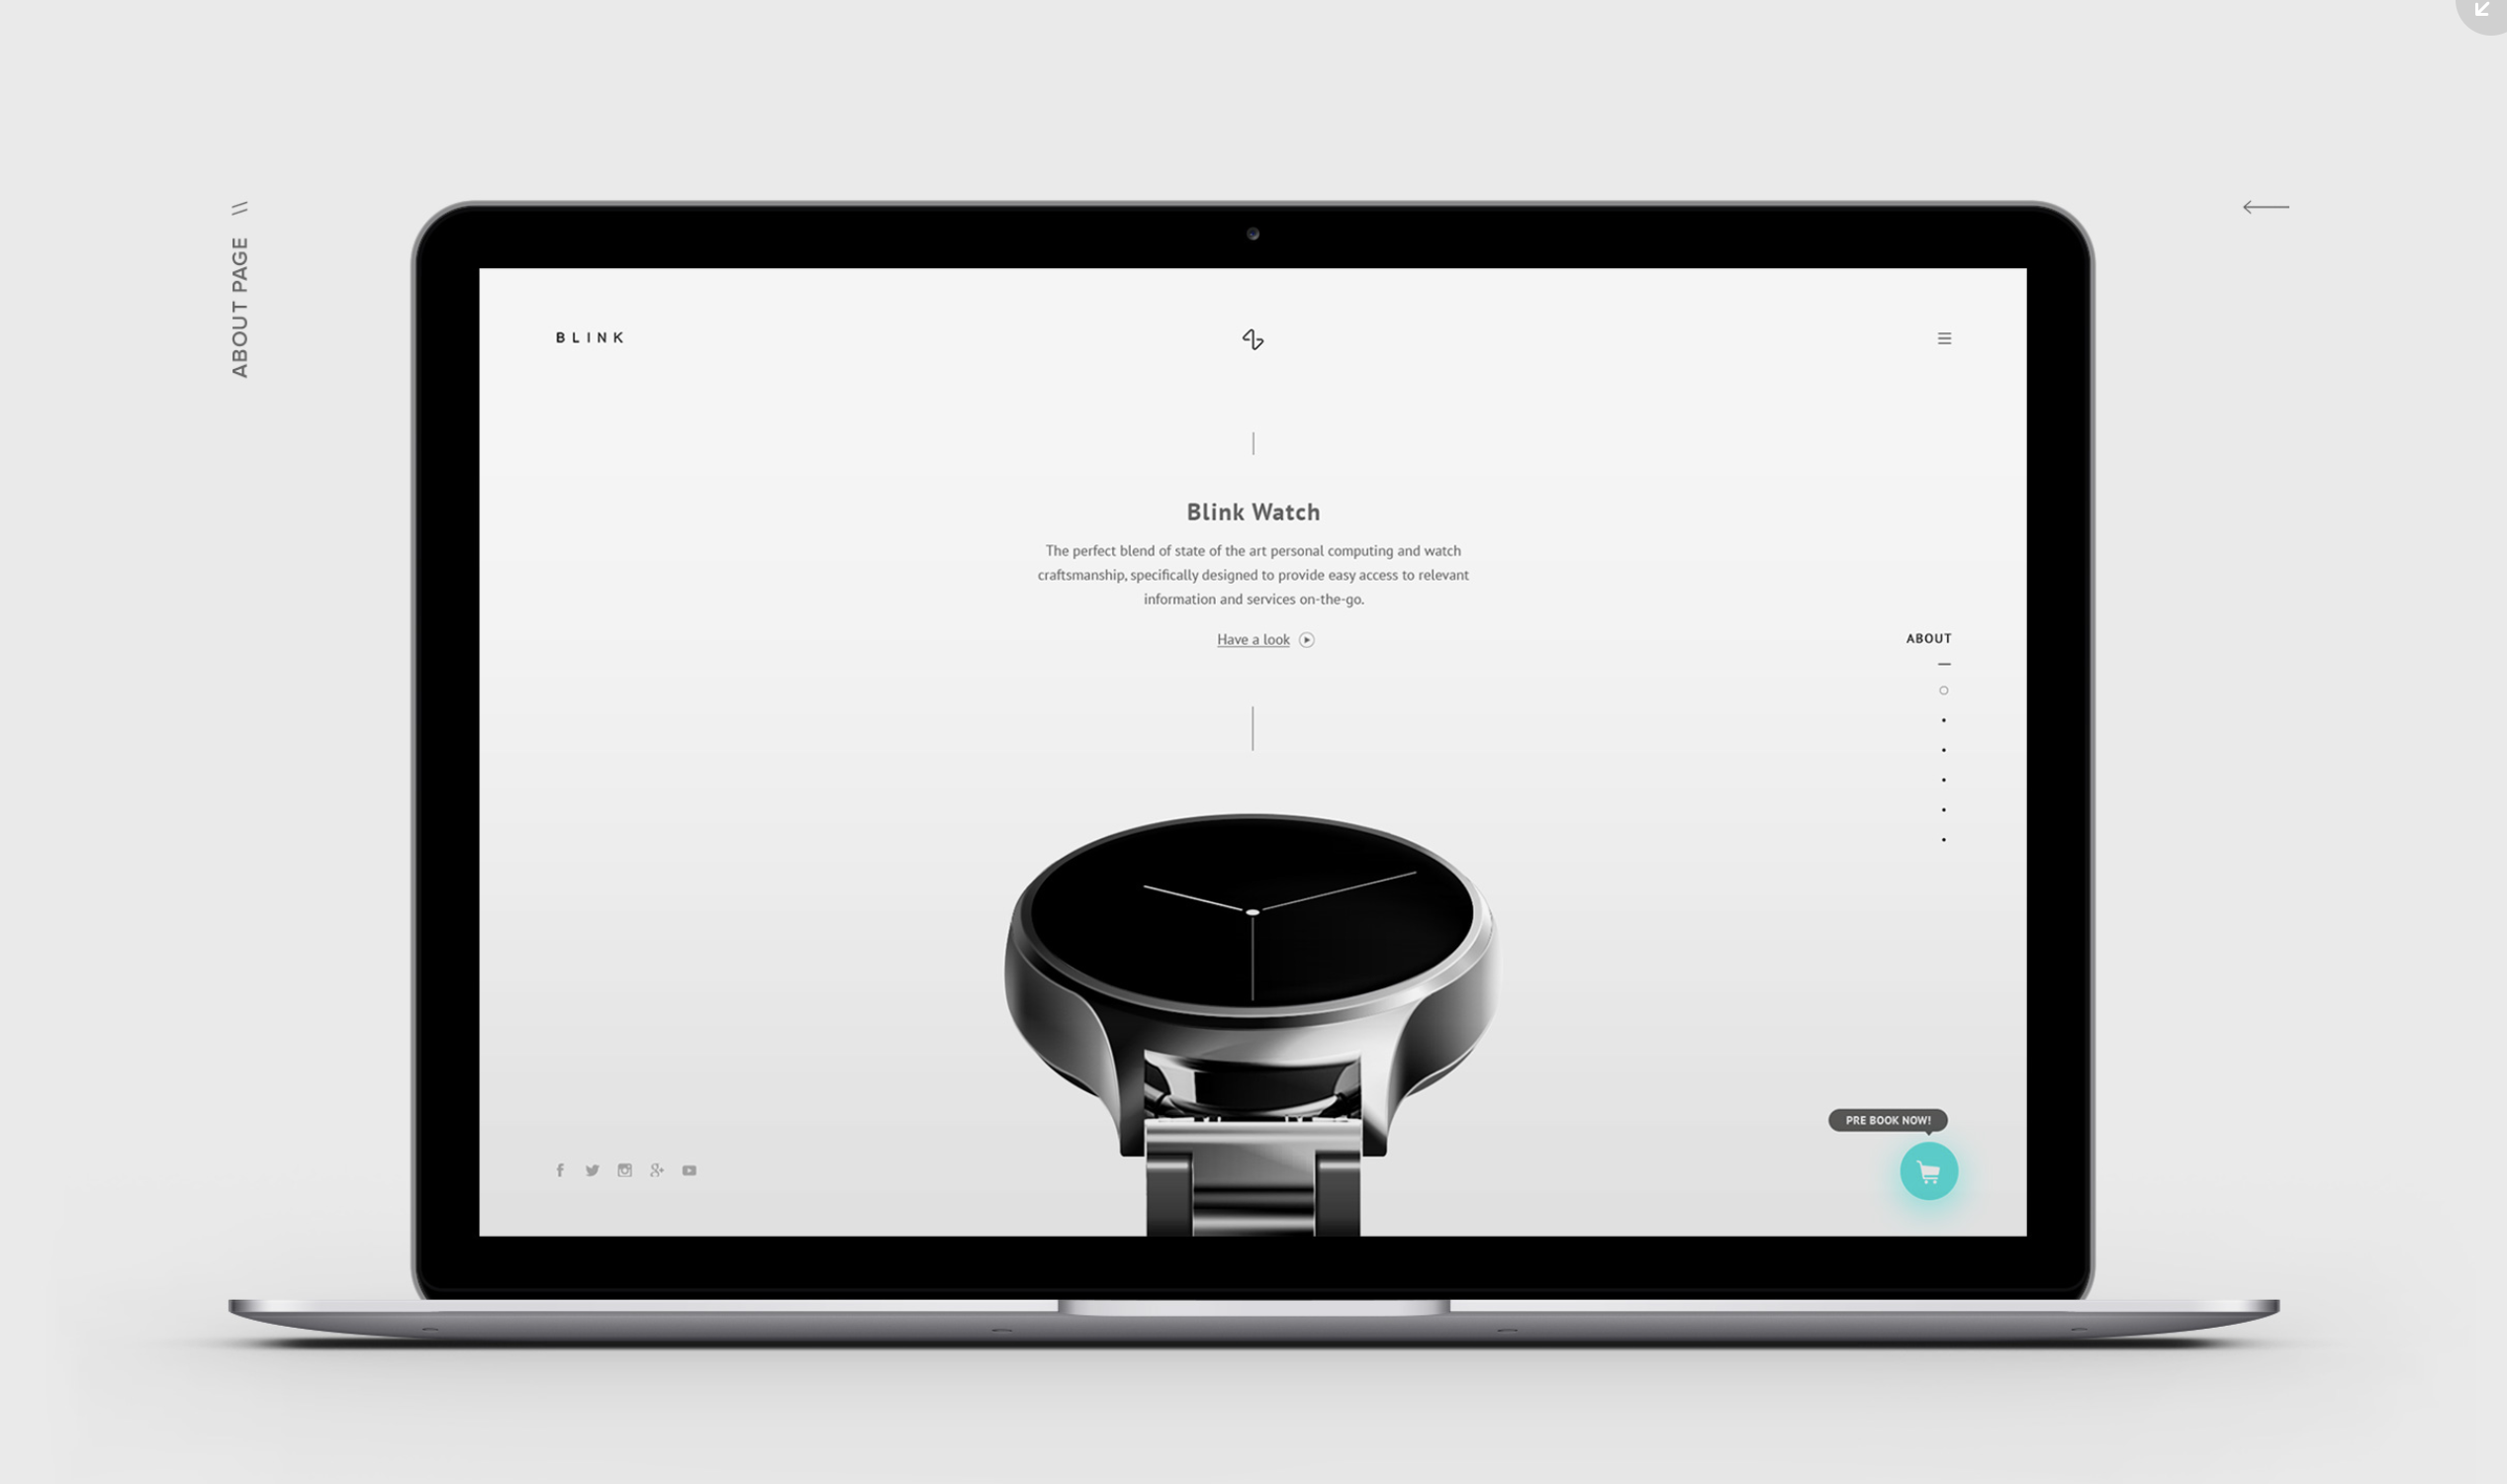 ABOUT PAGE \\
BLINK
Blink Watch
The perfect blend of state of the art personal computing and watch
craftsmanship, specifically designed to provide easy access to relevant
information and services on-the-go.
Have a look
ABOUT
PRE BOOK NOW!